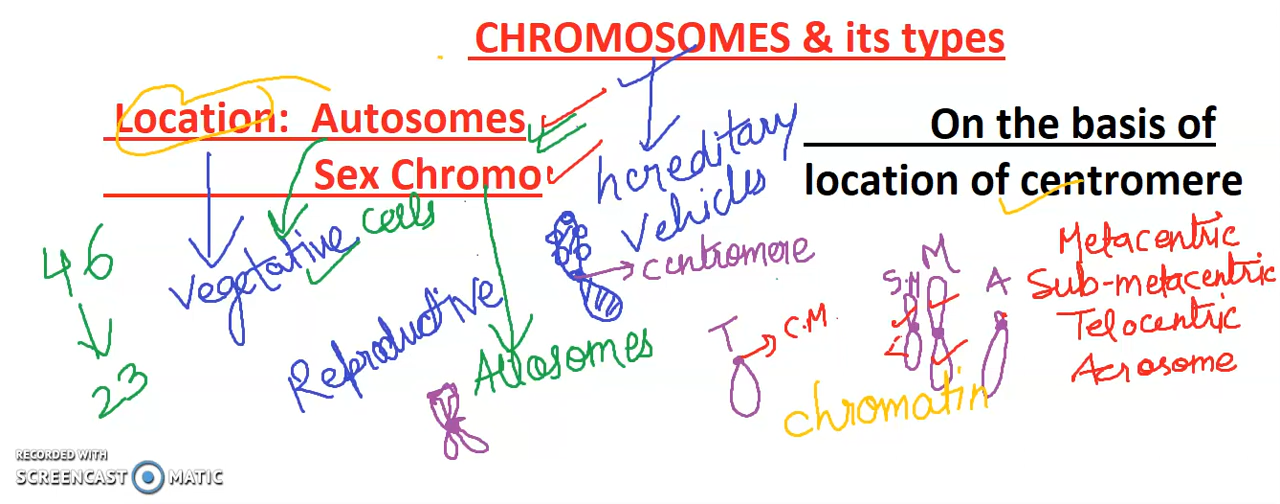 CHROMOSOMES & its types
Location: Autosomes
Sex Chromo:
On the basis of
location of centromere
hereditary
vehicles
46
23
vegetative cells
Reproductive
Autosomes
centromere
T
C.M
S.M
M
A
Metacentric
Sub-metacentric
Telocentric
Acrosome
chromatin
RECORDED WITH
SCREENCAST MATIC